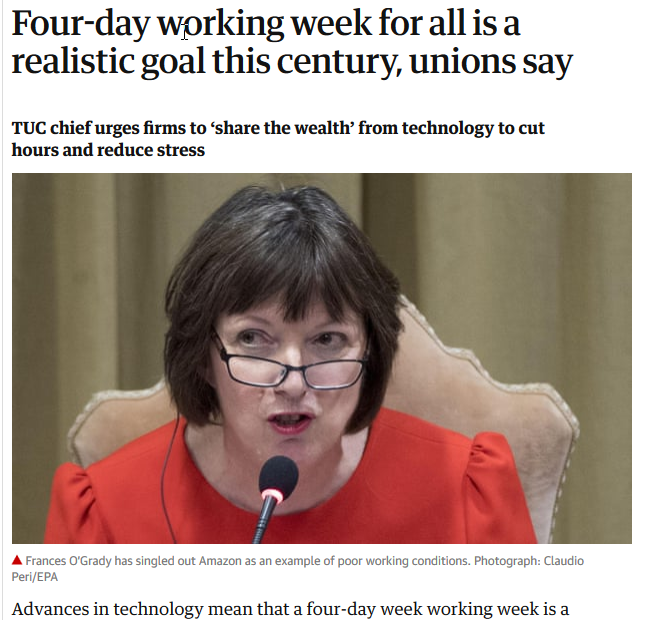 Four-day working week for all is a
realistic goal this century, unions say
TUC chief urges firms to ‘share the wealth’ from technology to cut
hours and reduce stress
Frances O’Grady has singled out Amazon as an example of poor working conditions. Photograph: Claudio
Peri/EPA
Advances in technology mean that a four-day week working week is a